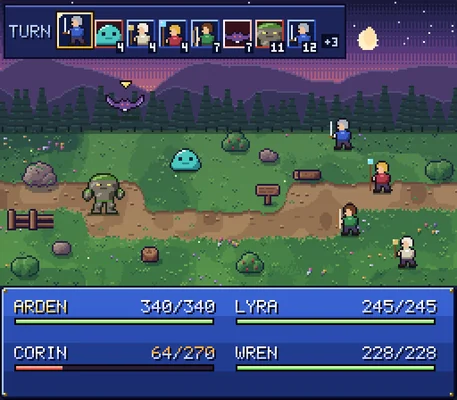 TURN 4 4 4 7 7 11 12 +3
ARDEN 340/340 LYRA 245/245
CORIN 64/270 WREN 228/228